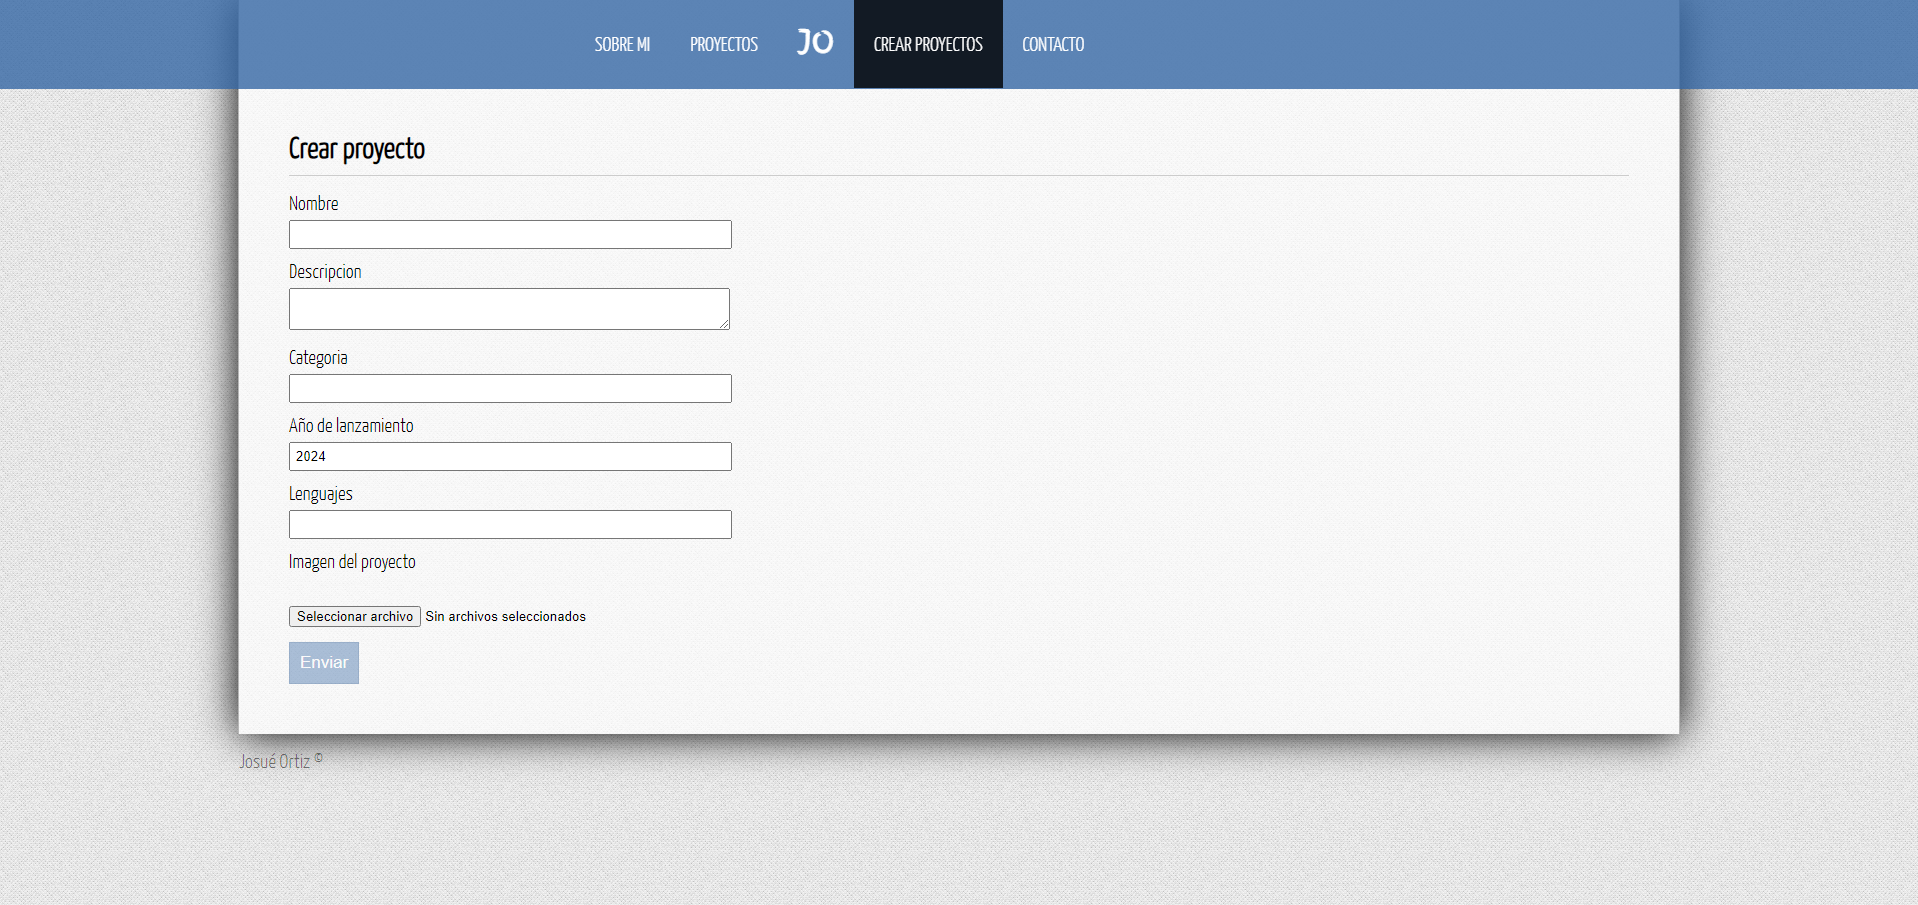 SOBRE MI PROYECTOS JO CREAR PROYECTOS CONTACTO
Crear proyecto
Nombre
Descripcion
Categoria
Año de lanzamiento
2024
Lenguajes
Imagen del proyecto
Seleccionar archivo Sin archivos seleccionados
Enviar
Josué Ortiz ©